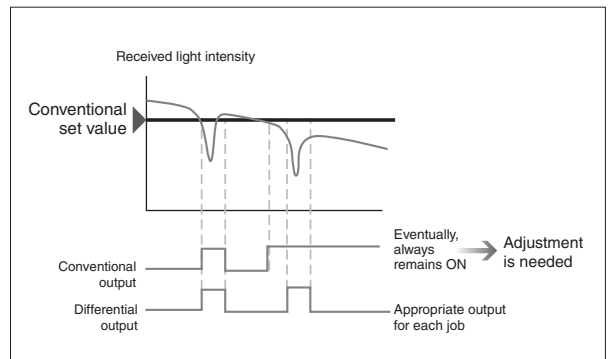 Received light intensity
Conventional
set value
Conventional
output
Eventually,
always
remains ON
Adjustment
is needed
Differential
output
Appropriate output
for each job